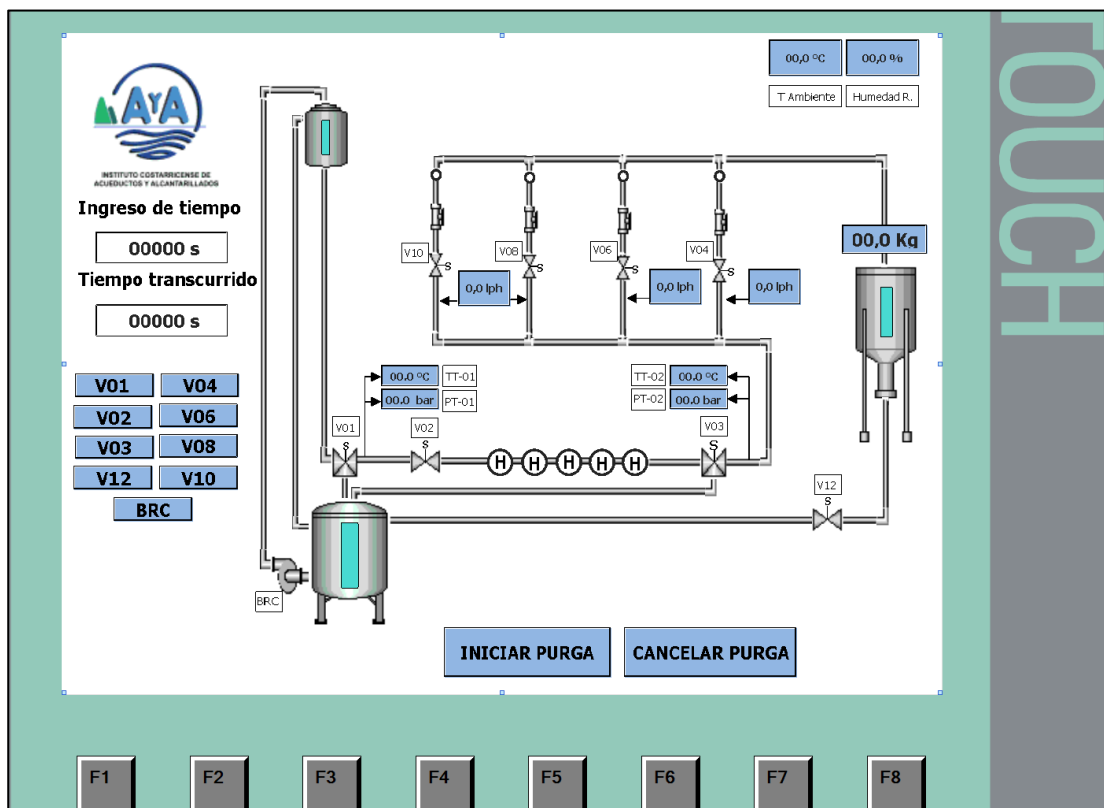 TOUCH
00,0 ºC
00,0 %
T Ambiente
Humedad R.
AyA
INSTITUTO COSTARRICENSE DE
ACUEDUCTOS Y ALCANTARILLADOS
Ingreso de tiempo
00000 s
Tiempo transcurrido
00000 s
V10
S
V08
S
V06
S
V04
S
00,0 Kg
0,0 lph
0,0 lph
0,0 lph
V01
V04
V02
V06
V03
V08
V12
V10
BRC
00.0 ºC
TT-01
00.0 bar
PT-01
TT-02
00.0 ºC
PT-02
00.0 bar
V01
S
V02
S
V03
S
H H H H H
V12
S
BRC
INICIAR PURGA
CANCELAR PURGA
F1 F2 F3 F4 F5 F6 F7 F8